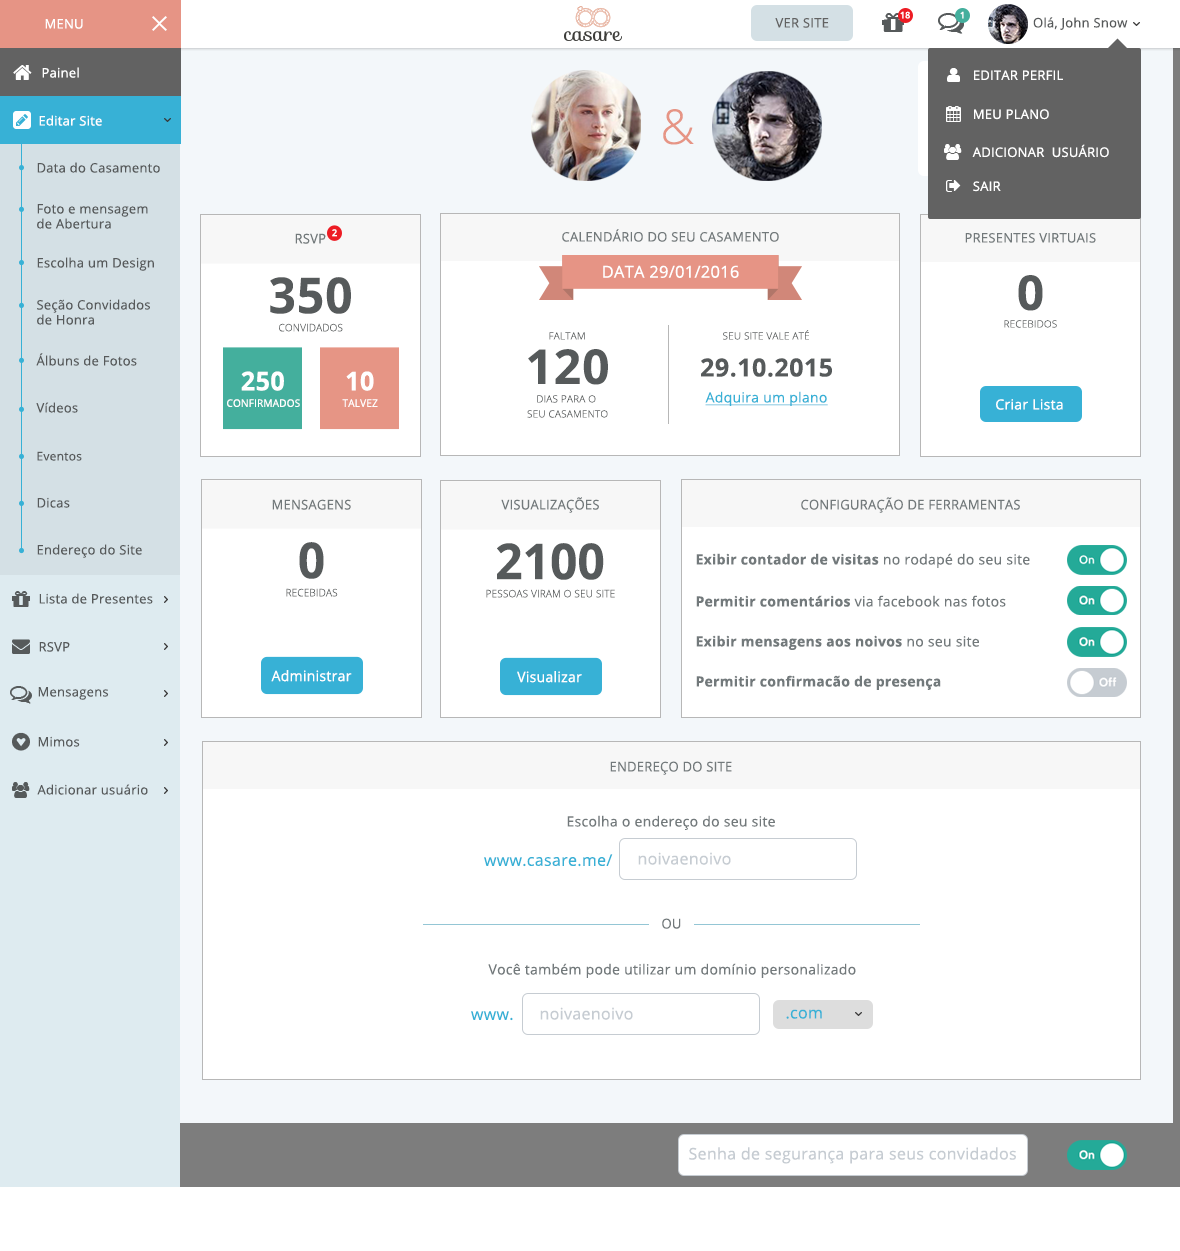 MENU
casare
VER SITE
18
1
Olá, John Snow
Painel
EDITAR PERFIL
MEU PLANO
ADICIONAR USUÁRIO
SAIR
Editar Site
Data do Casamento
Foto e mensagem
de Abertura
Escolha um Design
Seção Convidados
de Honra
Álbuns de Fotos
Vídeos
Eventos
Dicas
Endereço do Site
Lista de Presentes
RSVP
Mensagens
Mimos
Adicionar usuário
&
RSVP
2
350
CONVIDADOS
250
CONFIRMADOS
10
TALVEZ
CALENDÁRIO DO SEU CASAMENTO
DATA 29/01/2016
FALTAM
120
DIAS PARA O
SEU CASAMENTO
SEU SITE VALE ATÉ
29.10.2015
Adquira um plano
PRESENTES VIRTUAIS
0
RECEBIDOS
Criar Lista
MENSAGENS
0
RECEBIDAS
Administrar
VISUALIZAÇÕES
2100
PESSOAS VIRAM O SEU SITE
Visualizar
CONFIGURAÇÃO DE FERRAMENTAS
Exibir contador de visitas no rodapé do seu site
On
Permitir comentários via facebook nas fotos
On
Exibir mensagens aos noivos no seu site
On
Permitir confirmacão de presença
Off
ENDEREÇO DO SITE
Escolha o endereço do seu site
www.casare.me/ noivaenoivo
OU
Você também pode utilizar um domínio personalizado
www. noivaenoivo .com
Senha de segurança para seus convidados
On